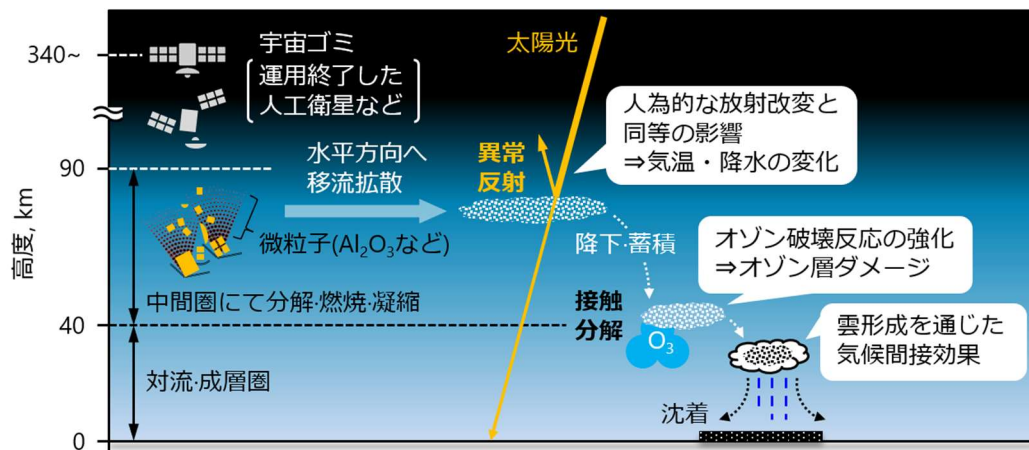 340~
宇宙ゴミ
運用終了した
人工衛星など
太陽光
人為的な放射改変と
同等の影響
⇒気温・降水の変化
90
水平方向へ
移流拡散
異常
反射
微粒子(Al₂O₃など)
降下・蓄積
オゾン破壊反応の強化
⇒オゾン層ダメージ
高度, km
中間圏にて分解・燃焼・凝縮
接触
分解
40
O₃
雲形成を通じた
気候間接効果
対流・成層圏
沈着
0